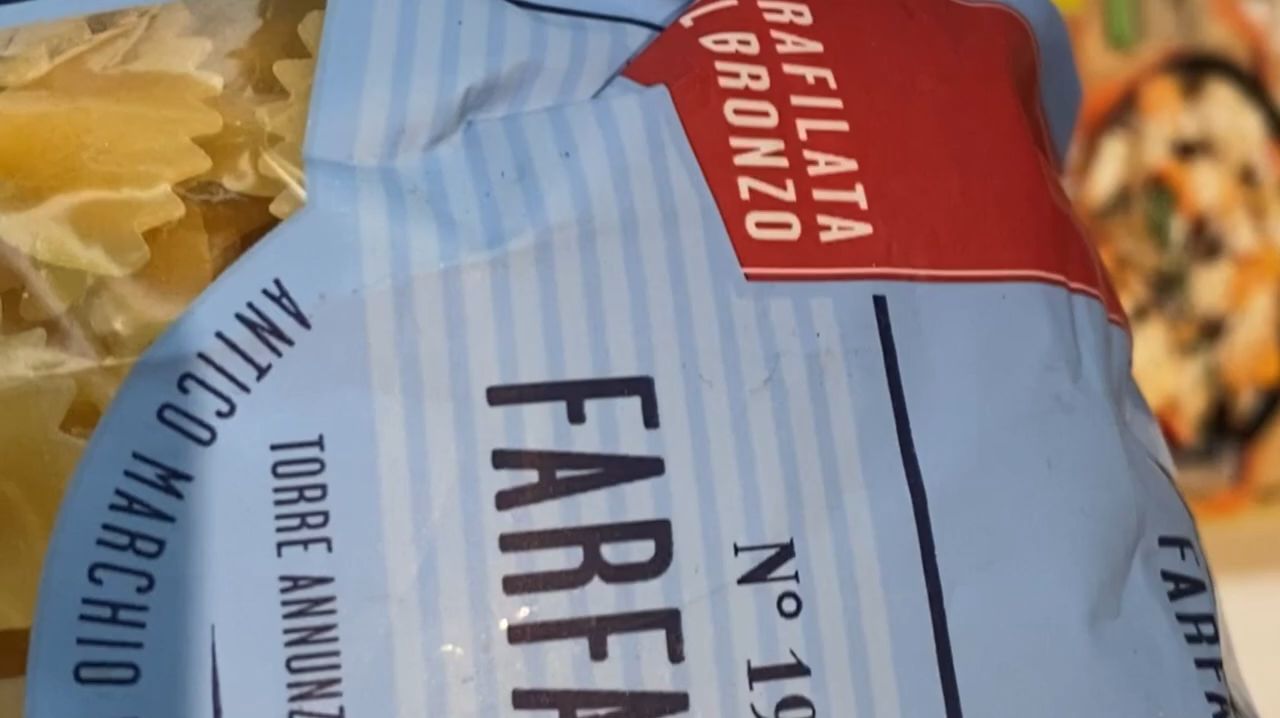 RAFILATA
L BRONZO
ANTICO MARCHIO
TORRE ANNUNZ
FARFA
N° 19
FARFA